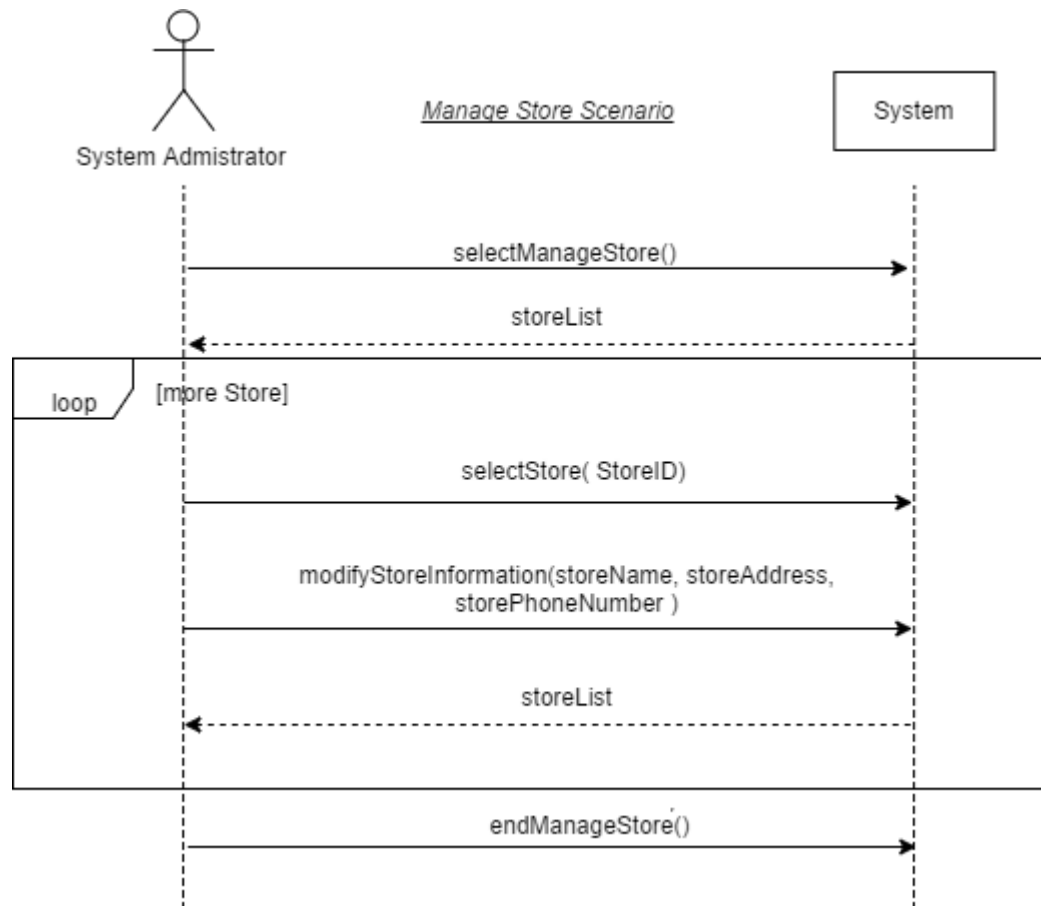 Manage Store Scenario
System
System Admistrator
selectManageStore()
storeList
loop
[more Store]
selectStore( StoreID)
modifyStoreInformation(storeName, storeAddress,
storePhoneNumber )
storeList
endManageStore()